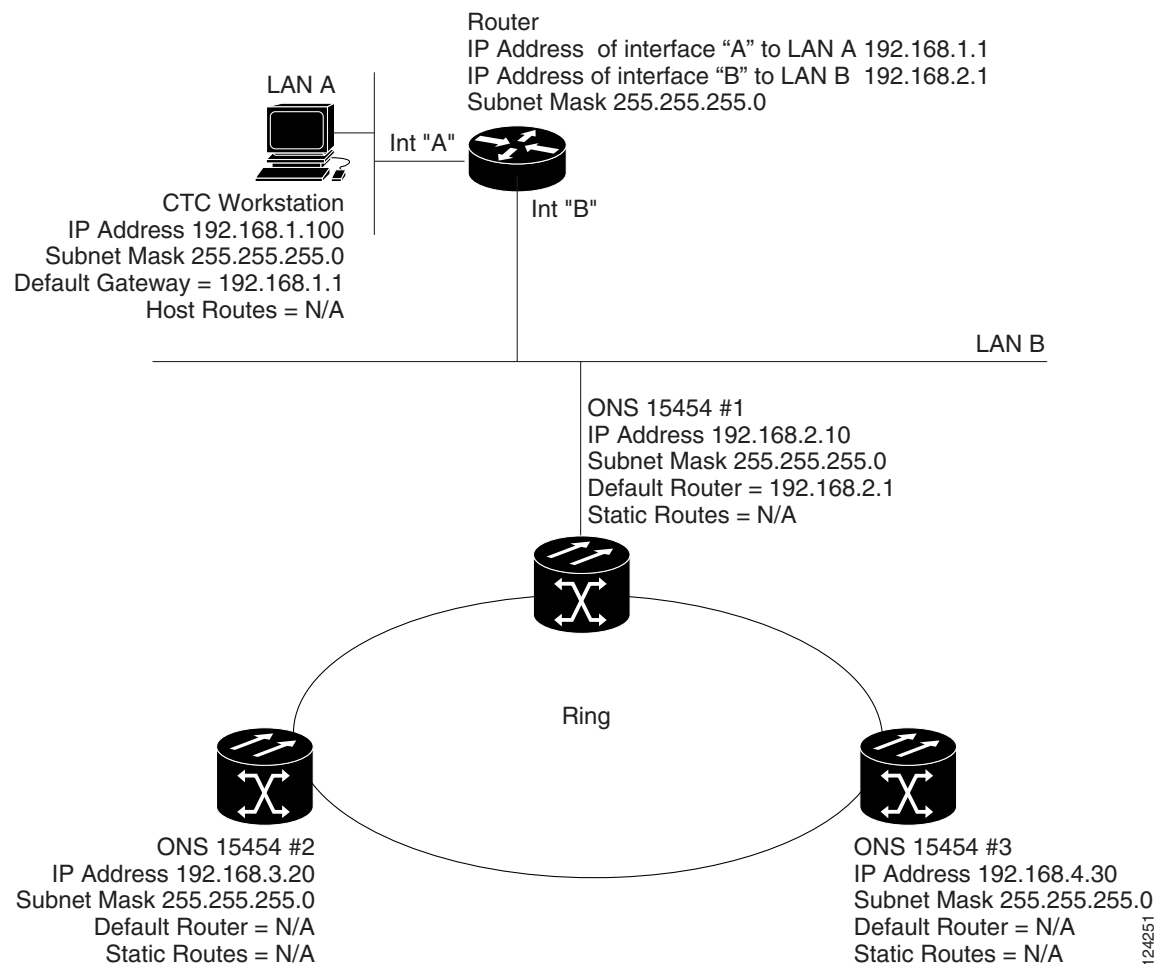 Router
IP Address of interface “A” to LAN A 192.168.1.1
IP Address of interface “B” to LAN B 192.168.2.1
Subnet Mask 255.255.255.0
LAN A
Int "A"
Int "B"
CTC Workstation
IP Address 192.168.1.100
Subnet Mask 255.255.255.0
Default Gateway = 192.168.1.1
Host Routes = N/A
LAN B
ONS 15454 #1
IP Address 192.168.2.10
Subnet Mask 255.255.255.0
Default Router = 192.168.2.1
Static Routes = N/A
Ring
ONS 15454 #2
IP Address 192.168.3.20
Subnet Mask 255.255.255.0
Default Router = N/A
Static Routes = N/A
ONS 15454 #3
IP Address 192.168.4.30
Subnet Mask 255.255.255.0
Default Router = N/A
Static Routes = N/A
124251